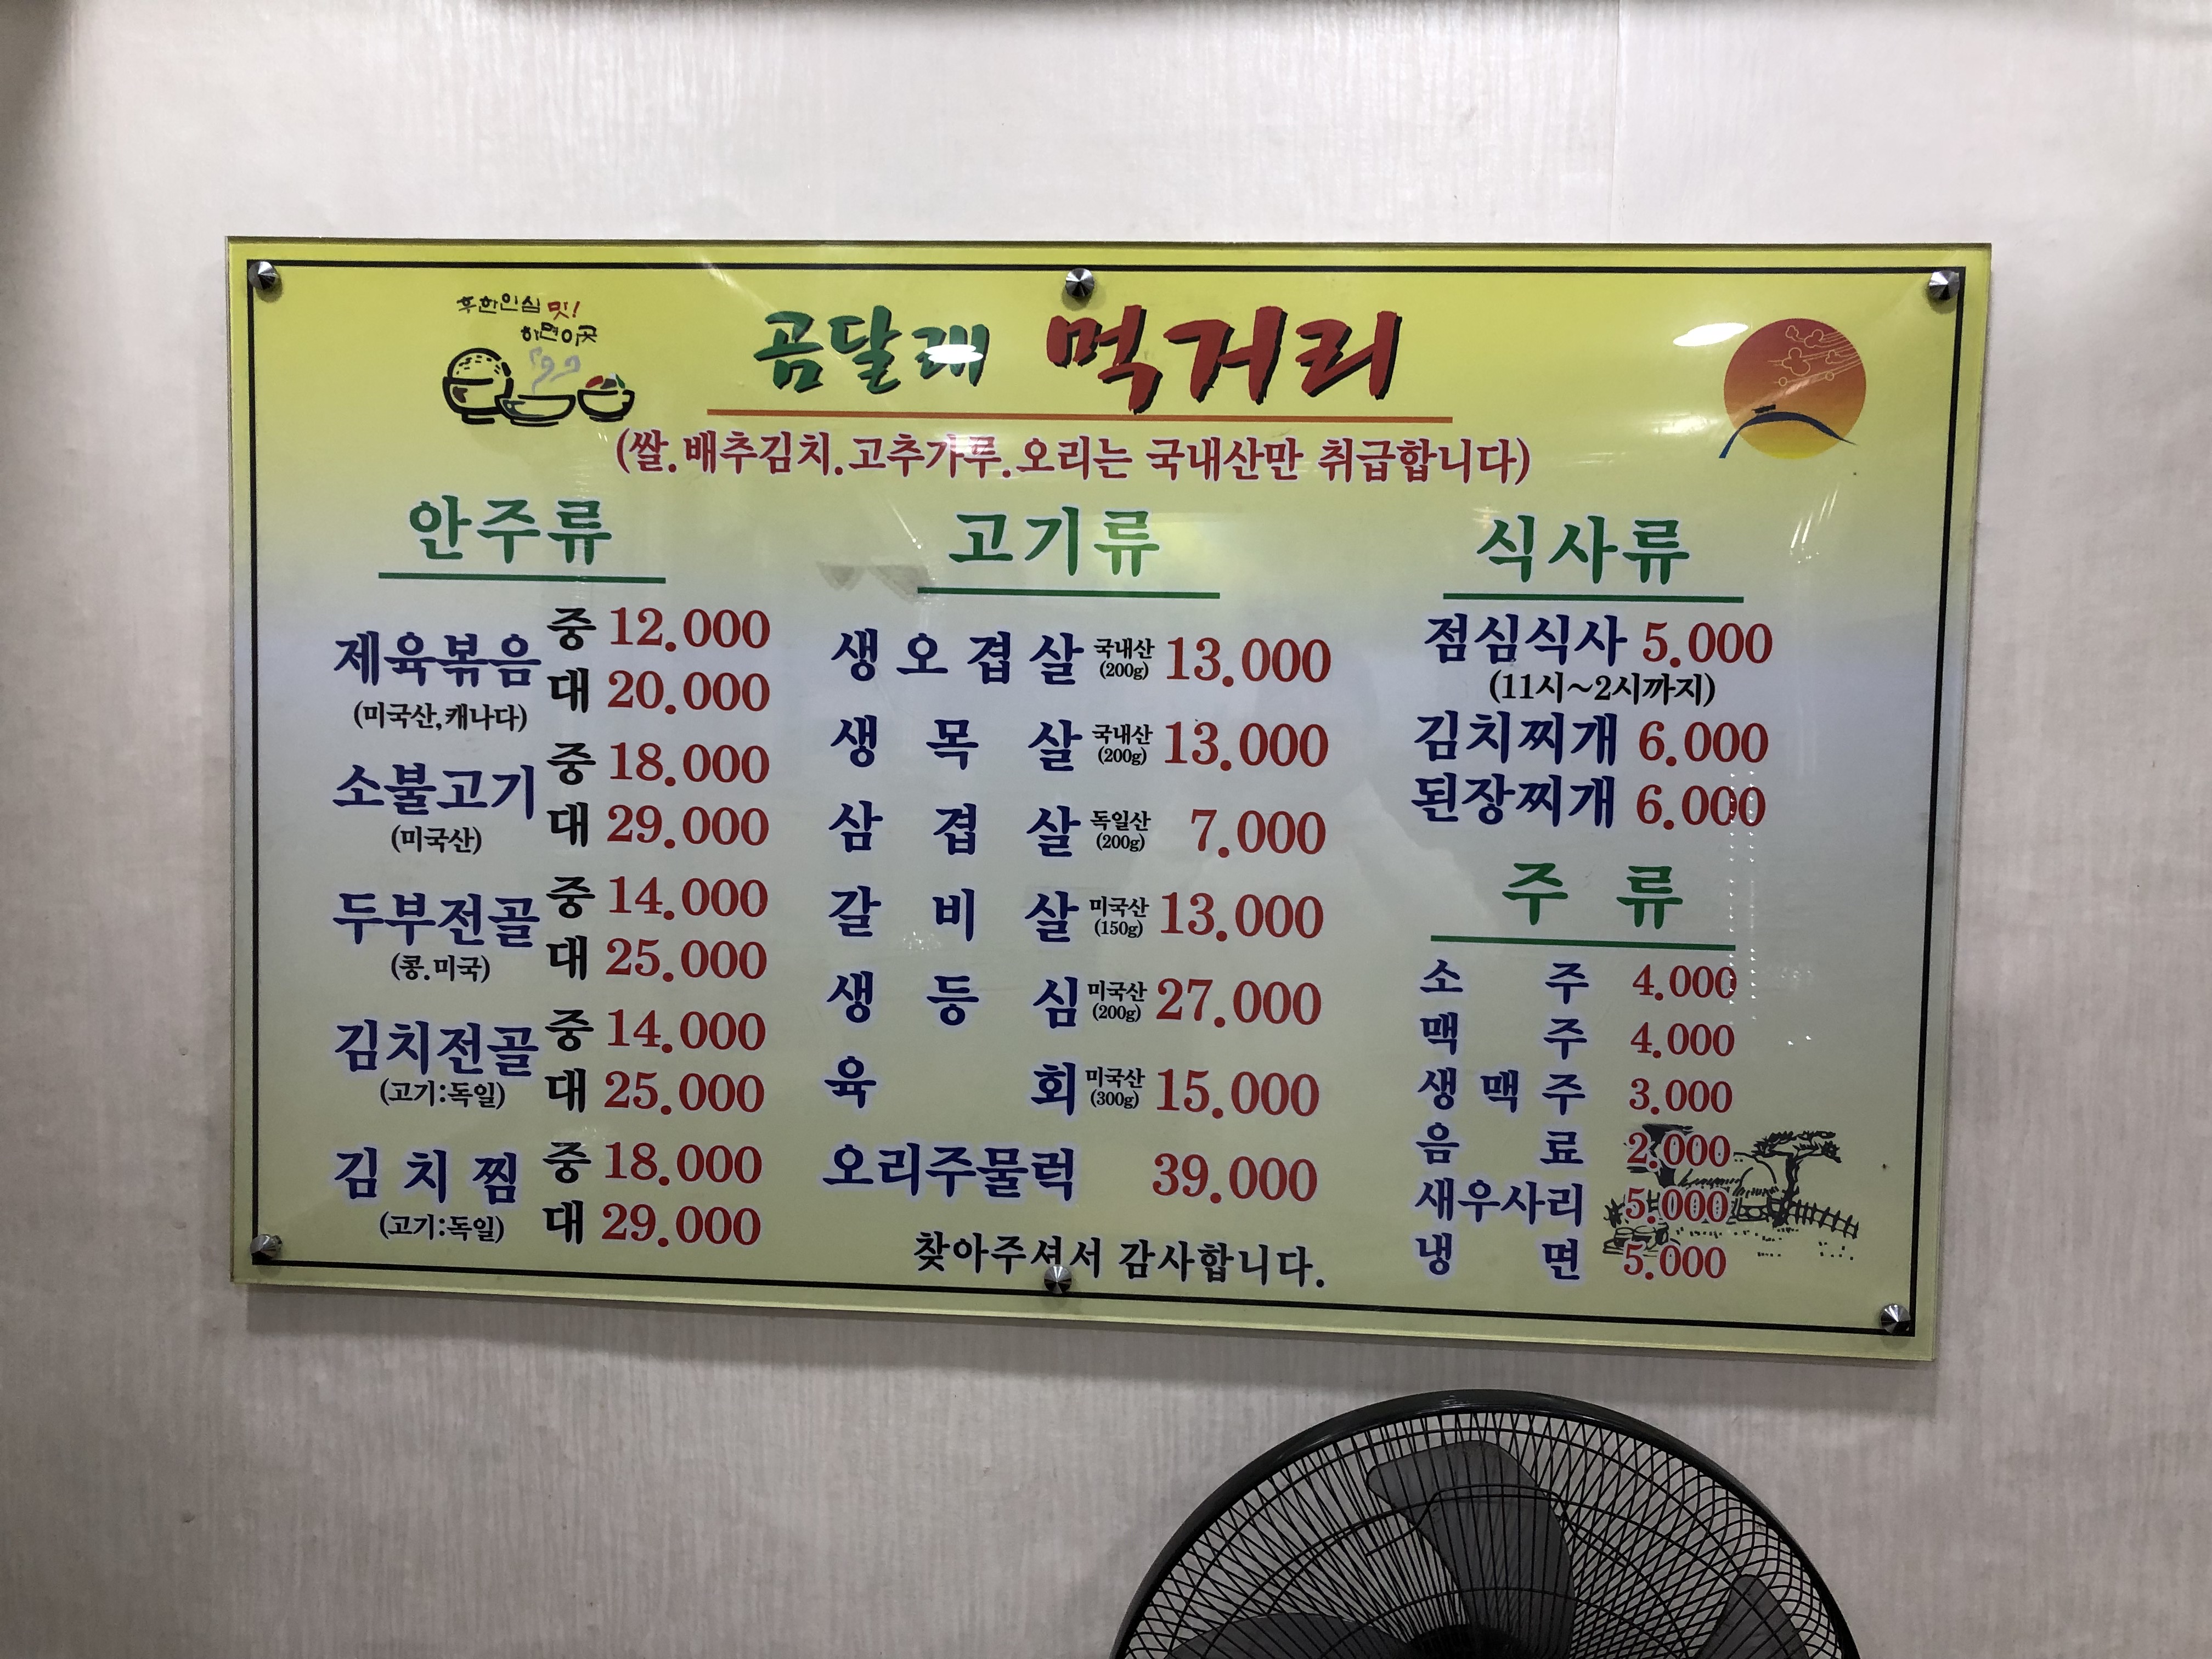 후한인심 맛!
하면이곳
곰달래 먹거리
(쌀.배추김치.고추가루.오리는 국내산만 취급합니다)
안주류
제육볶음 중 12.000
대 20.000
(미국산,캐나다)
소불고기 중 18.000
대 29.000
(미국산)
두부전골 중 14.000
대 25.000
(콩.미국)
김치전골 중 14.000
대 25.000
(고기:독일)
김치찜 중 18.000
대 29.000
(고기:독일)
고기류
생오겹살 국내산 (200g) 13.000
생목살 국내산 (200g) 13.000
삼겹살 독일산 (200g) 7.000
갈비살 미국산 (150g) 13.000
생등심 미국산 (200g) 27.000
육회 미국산 (300g) 15.000
오리주물럭 39.000
찾아주셔서 감사합니다.
식사류
점심식사 5.000
(11시~2시까지)
김치찌개 6.000
된장찌개 6.000
주류
소주 4.000
맥주 4.000
생맥주 3.000
음료 2.000
새우사리 5.000
냉면 5.000